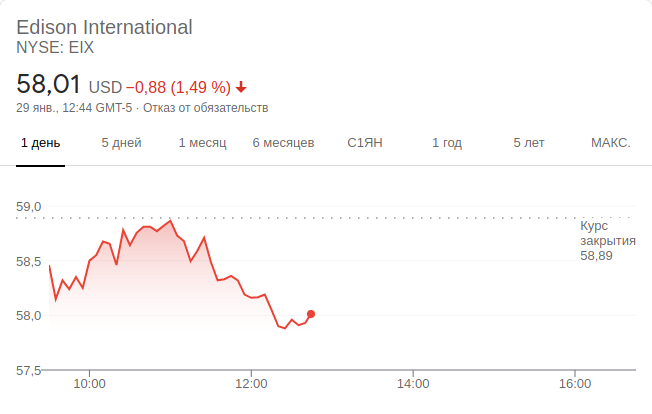 Edison International
NYSE: EIX
58,01 USD −0,88 (1,49 %)
29 янв., 12:44 GMT-5 · Отказ от обязательств
1 день 5 дней 1 месяц 6 месяцев С1ЯН 1 год 5 лет МАКС.
59,0
Курс
закрытия
58,89
58,5
58,0
57,5
10:00 12:00 14:00 16:00